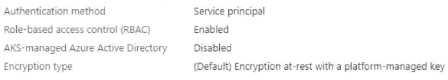 Authentication method Service principal
Role-based access control (RBAC) Enabled
AKS-managed Azure Active Directory Disabled
Encryption type (Default) Encryption at-rest with a platform-managed key